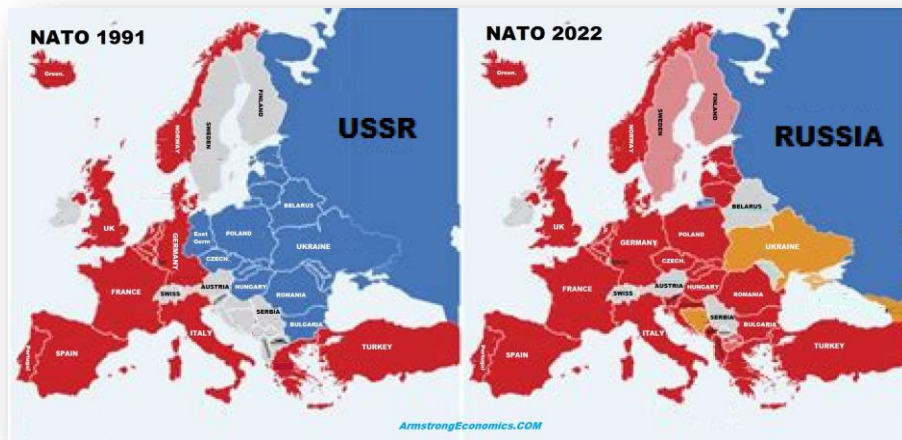 NATO 1991
Green.
NORWAY
SWEDEN
FINLAND
USSR
UK
GERMANY
East
Germ
POLAND
BELARUS
CZECH.
UKRAINE
FRANCE
SWISS
AUSTRIA
HUNGARY
ROMANIA
SERBIA
BULGARIA
ITALY
Portugal
SPAIN
TURKEY
NATO 2022
Green.
NORWAY
SWEDEN
FINLAND
RUSSIA
UK
BELARUS
GERMANY
POLAND
UKRAINE
CZECH.
FRANCE
SWISS
AUSTRIA
HUNGARY
ROMANIA
SERBIA
BULGARIA
ITALY
Portugal
SPAIN
TURKEY
ArmstrongEconomics.COM